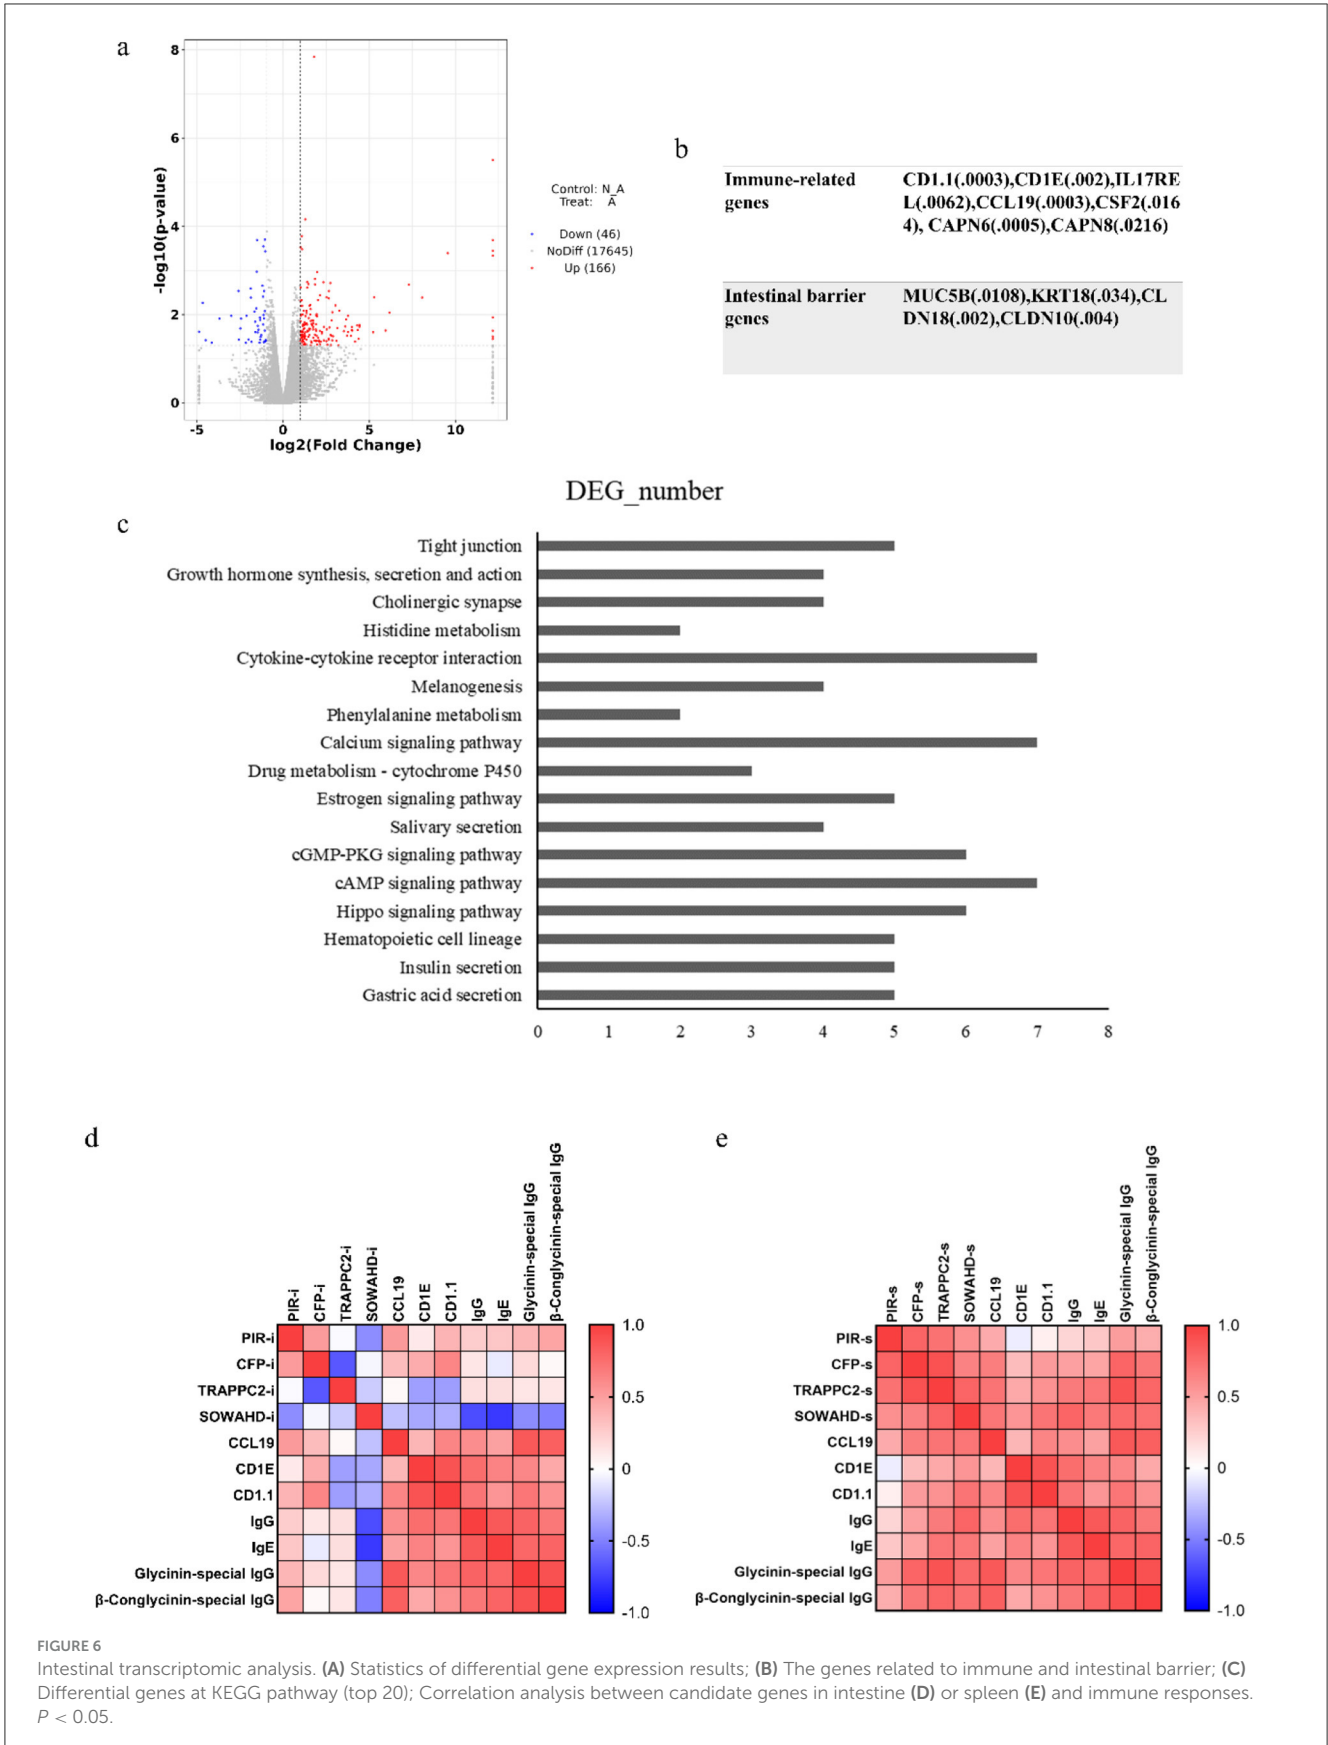 a
8
6
4
2
0
-log10(p-value)
-5 0 5 10
log2(Fold Change)
Control: N_A
Treat: A
Down (46)
NoDiff (17645)
Up (166)
b
Immune-related
genes
CD1.1(.0003),CD1E(.002),IL17RE
L(.0062),CCL19(.0003),CSF2(.016
4), CAPN6(.0005),CAPN8(.0216)
Intestinal barrier
genes
MUC5B(.0108),KRT18(.034),CL
DN18(.002),CLDN10(.004)
DEG_number
c
Tight junction
Growth hormone synthesis, secretion and action
Cholinergic synapse
Histidine metabolism
Cytokine-cytokine receptor interaction
Melanogenesis
Phenylalanine metabolism
Calcium signaling pathway
Drug metabolism - cytochrome P450
Estrogen signaling pathway
Salivary secretion
cGMP-PKG signaling pathway
cAMP signaling pathway
Hippo signaling pathway
Hematopoietic cell lineage
Insulin secretion
Gastric acid secretion
0 1 2 3 4 5 6 7 8
d
PIR-i
CFP-i
TRAPPC2-i
SOWAHD-i
CCL19
CD1E
CD1.1
IgG
IgE
Glycinin-special IgG
β-Conglycinin-special IgG
PIR-i
CFP-i
TRAPPC2-i
SOWAHD-i
CCL19
CD1E
CD1.1
IgG
IgE
Glycinin-special IgG
β-Conglycinin-special IgG
1.0
0.5
0
-0.5
-1.0
e
PIR-s
CFP-s
TRAPPC2-s
SOWAHD-s
CCL19
CD1E
CD1.1
IgG
IgE
Glycinin-special IgG
β-Conglycinin-special IgG
PIR-s
CFP-s
TRAPPC2-s
SOWAHD-s
CCL19
CD1E
CD1.1
IgG
IgE
Glycinin-special IgG
β-Conglycinin-special IgG
1.0
0.5
0
-0.5
-1.0
FIGURE 6
Intestinal transcriptomic analysis. (A) Statistics of differential gene expression results; (B) The genes related to immune and intestinal barrier; (C)
Differential genes at KEGG pathway (top 20); Correlation analysis between candidate genes in intestine (D) or spleen (E) and immune responses.
P < 0.05.